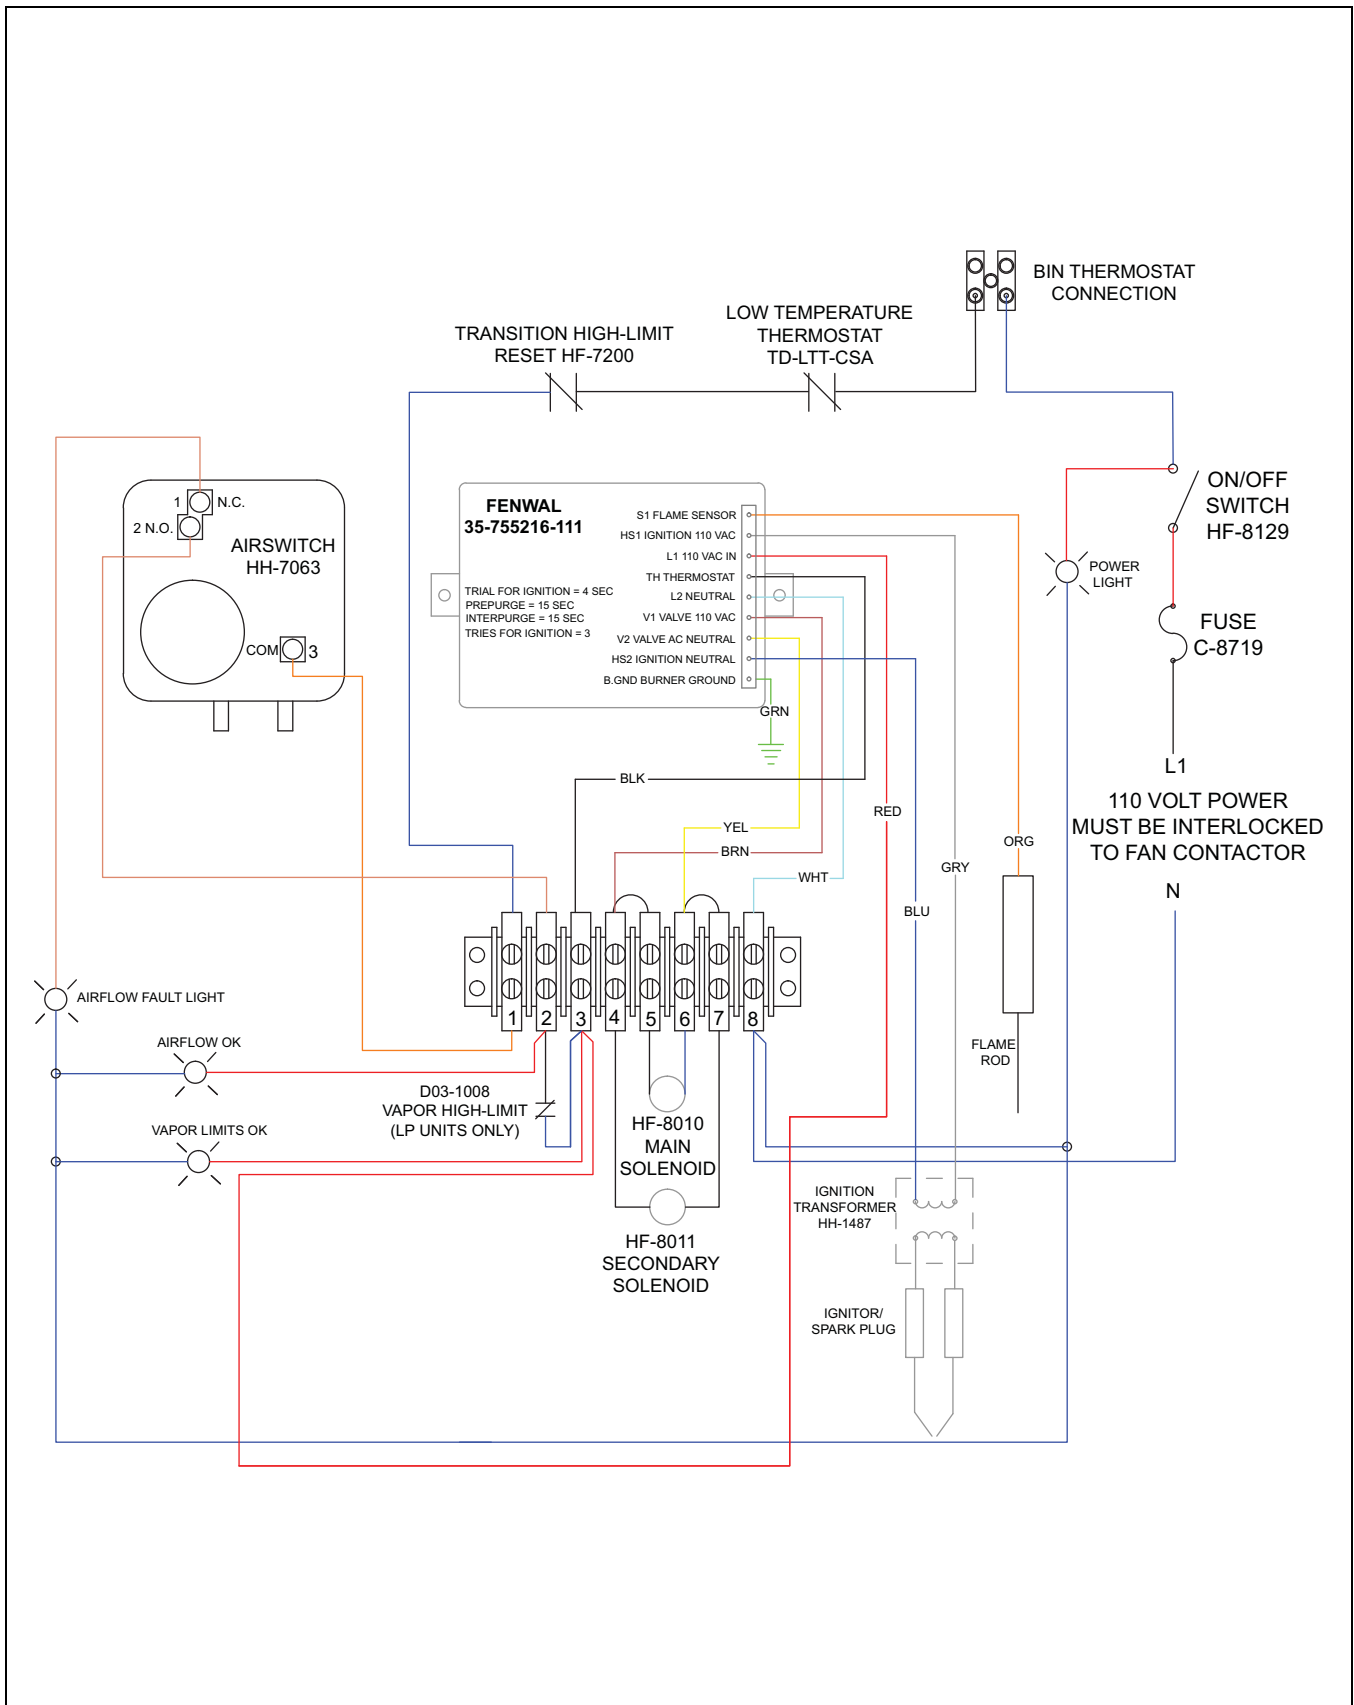 BIN THERMOSTAT
CONNECTION
LOW TEMPERATURE
THERMOSTAT
TD-LTT-CSA
TRANSITION HIGH-LIMIT
RESET HF-7200
ON/OFF
SWITCH
HF-8129
1
N.C.
2 N.O.
AIRSWITCH
HH-7063
COM
3
FENWAL
35-755216-111
TRIAL FOR IGNITION = 4 SEC
PREPURGE = 15 SEC
INTERPURGE = 15 SEC
TRIES FOR IGNITION = 3
S1 FLAME SENSOR
HS1 IGNITION 110 VAC
L1 110 VAC IN
TH THERMOSTAT
L2 NEUTRAL
V1 VALVE 110 VAC
V2 VALVE AC NEUTRAL
HS2 IGNITION NEUTRAL
B.GND BURNER GROUND
GRN
POWER
LIGHT
FUSE
C-8719
L1
110 VOLT POWER
MUST BE INTERLOCKED
TO FAN CONTACTOR
N
BLK
YEL
BRN
WHT
RED
GRY
BLU
ORG
FLAME
ROD
1
2
3
4
5
6
7
8
AIRFLOW FAULT LIGHT
AIRFLOW OK
VAPOR LIMITS OK
D03-1008
VAPOR HIGH-LIMIT
(LP UNITS ONLY)
HF-8010
MAIN
SOLENOID
HF-8011
SECONDARY
SOLENOID
IGNITION
TRANSFORMER
HH-1487
IGNITOR/
SPARK PLUG